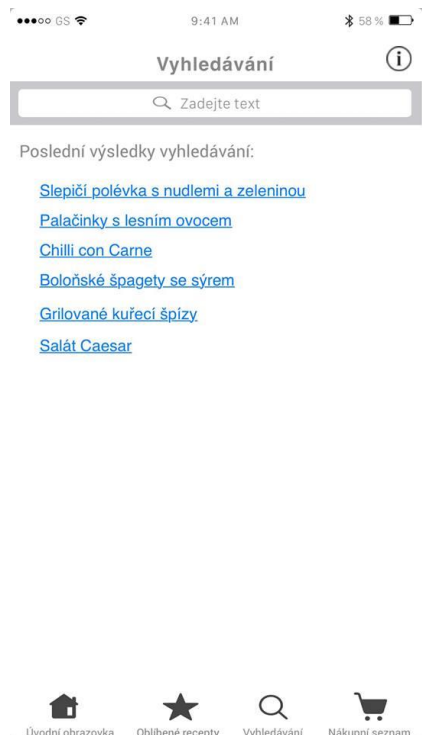 GS 9:41 AM 58 %
Vyhledávání
Zadejte text
Poslední výsledky vyhledávání:
Slepičí polévka s nudlemi a zeleninou
Palačinky s lesním ovocem
Chilli con Carne
Boloňské špagety se sýrem
Grilované kuřecí špízy
Salát Caesar
Úvodní obrazovka Oblíbené recepty Vyhledávání Nákupní seznam